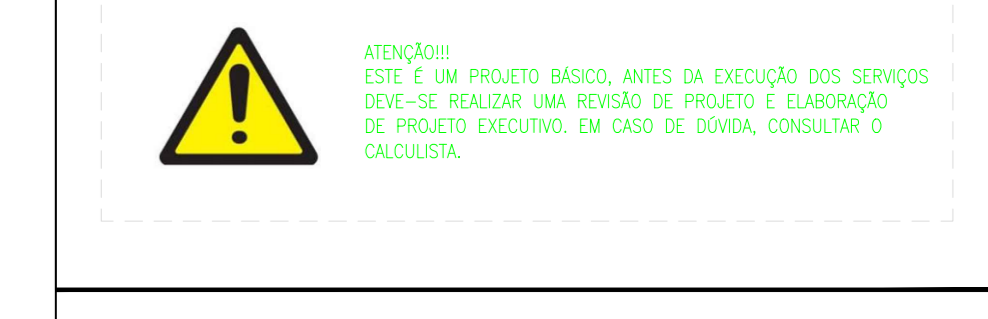 ATENÇÃO!!!
ESTE É UM PROJETO BÁSICO, ANTES DA EXECUÇÃO DOS SERVIÇOS
DEVE-SE REALIZAR UMA REVISÃO DE PROJETO E ELABORAÇÃO
DE PROJETO EXECUTIVO. EM CASO DE DÚVIDA, CONSULTAR O
CALCULISTA.